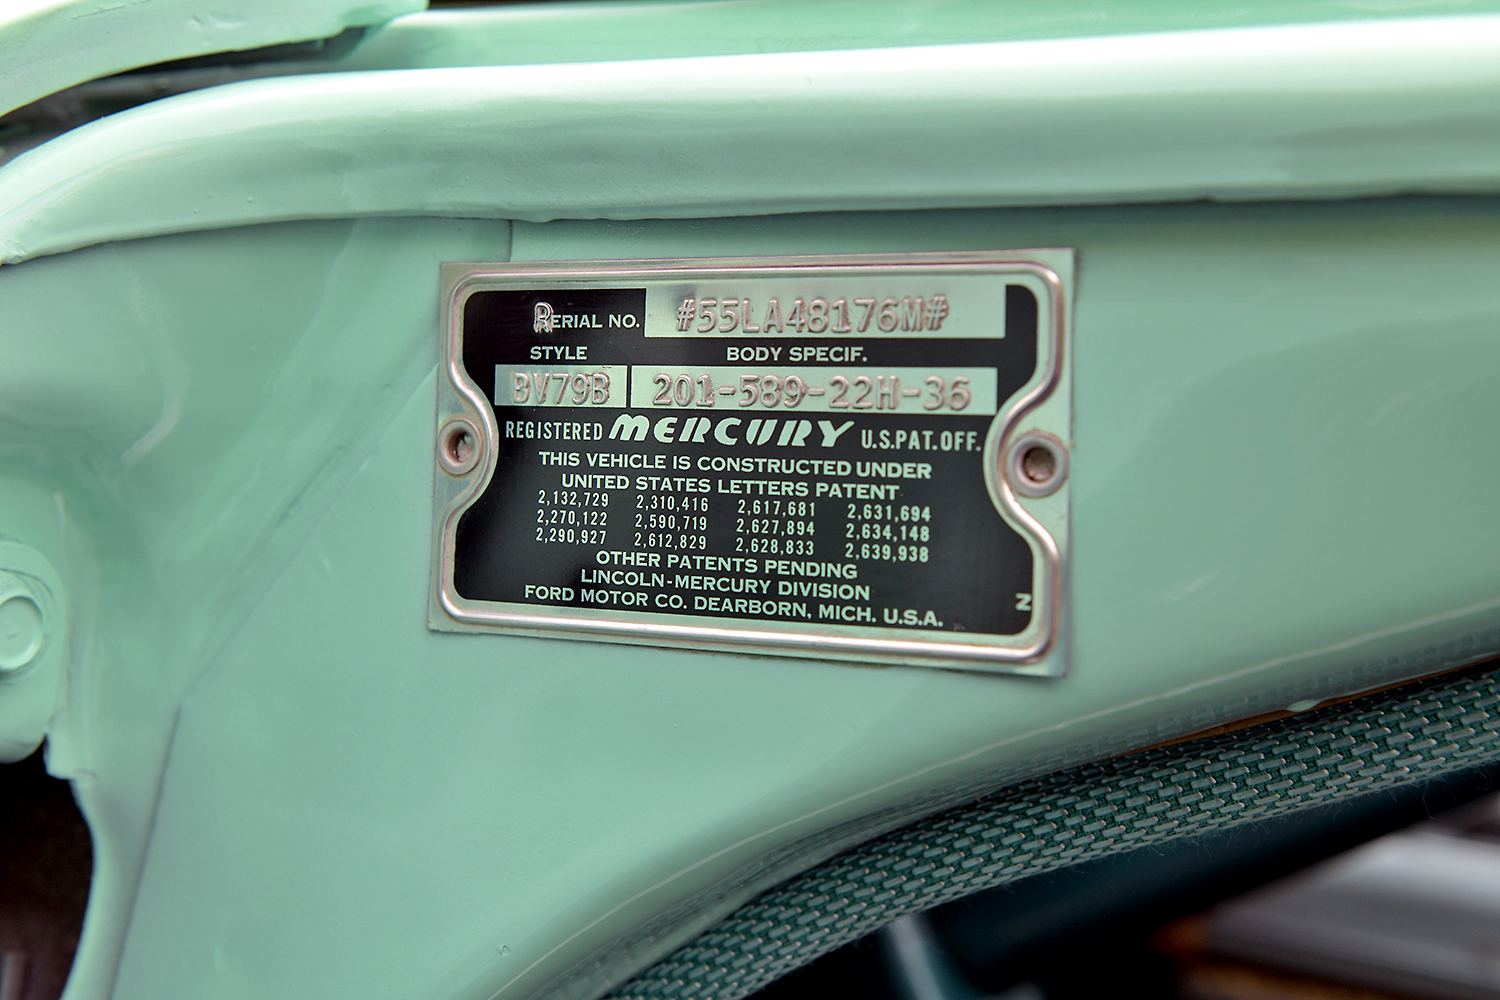 RERIAL NO. #55LA48176M#
STYLE BODY SPECIF.
BV79B 201-589-22H-36
REGISTERED MERCURY U.S.PAT.OFF.
THIS VEHICLE IS CONSTRUCTED UNDER
UNITED STATES LETTERS PATENT
2,132,729 2,310,416 2,617,681 2,631,694
2,270,122 2,590,719 2,627,894 2,634,148
2,290,927 2,612,829 2,628,833 2,639,938
OTHER PATENTS PENDING
LINCOLN-MERCURY DIVISION
FORD MOTOR CO. DEARBORN, MICH. U.S.A.
N